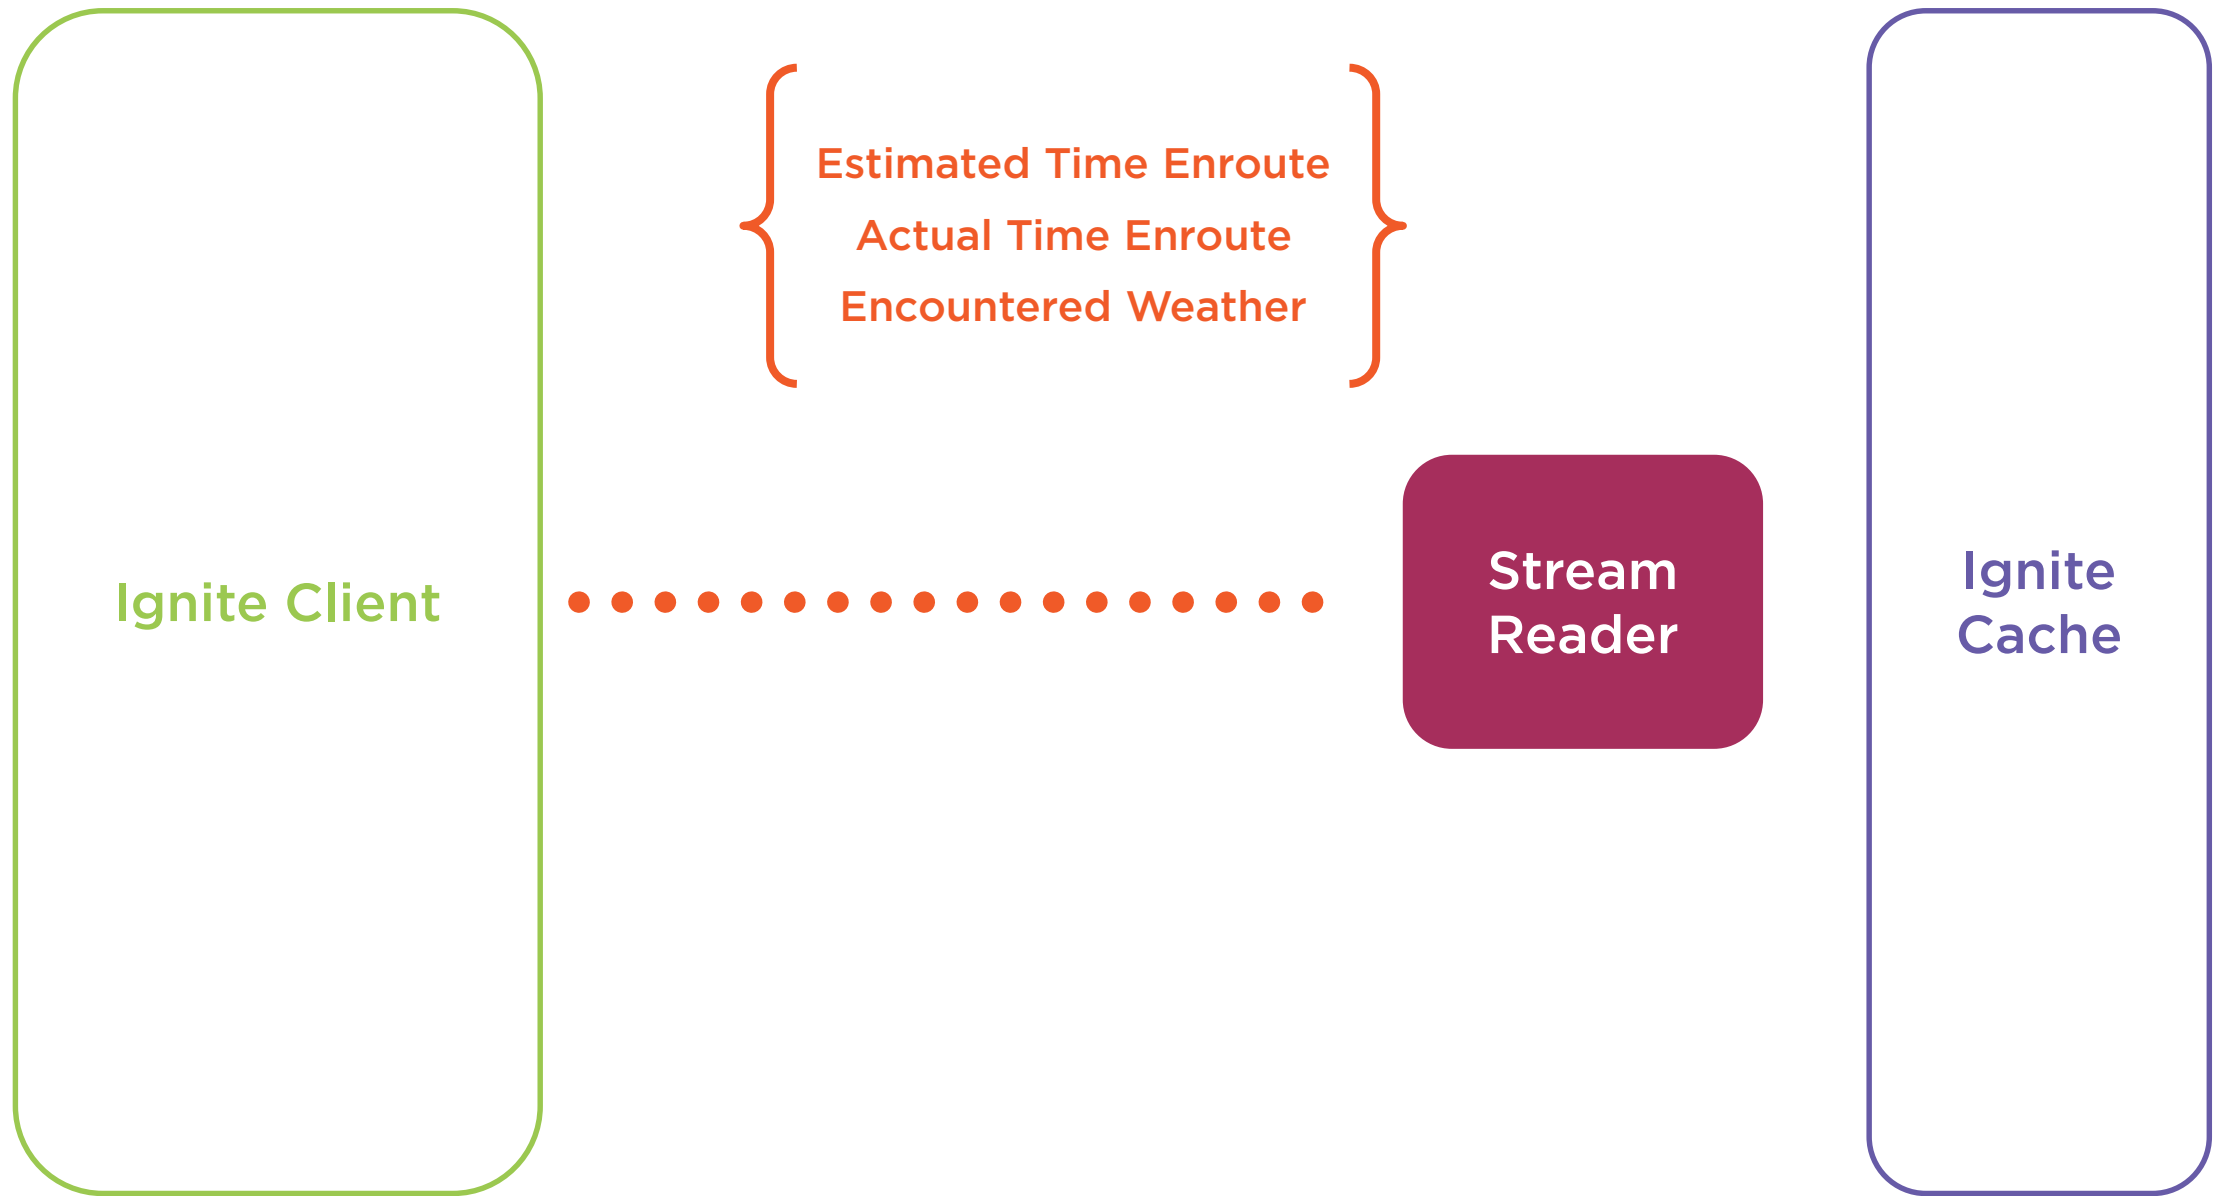 Estimated Time Enroute
Actual Time Enroute
Encountered Weather
Ignite Client
Stream
Reader
Ignite
Cache